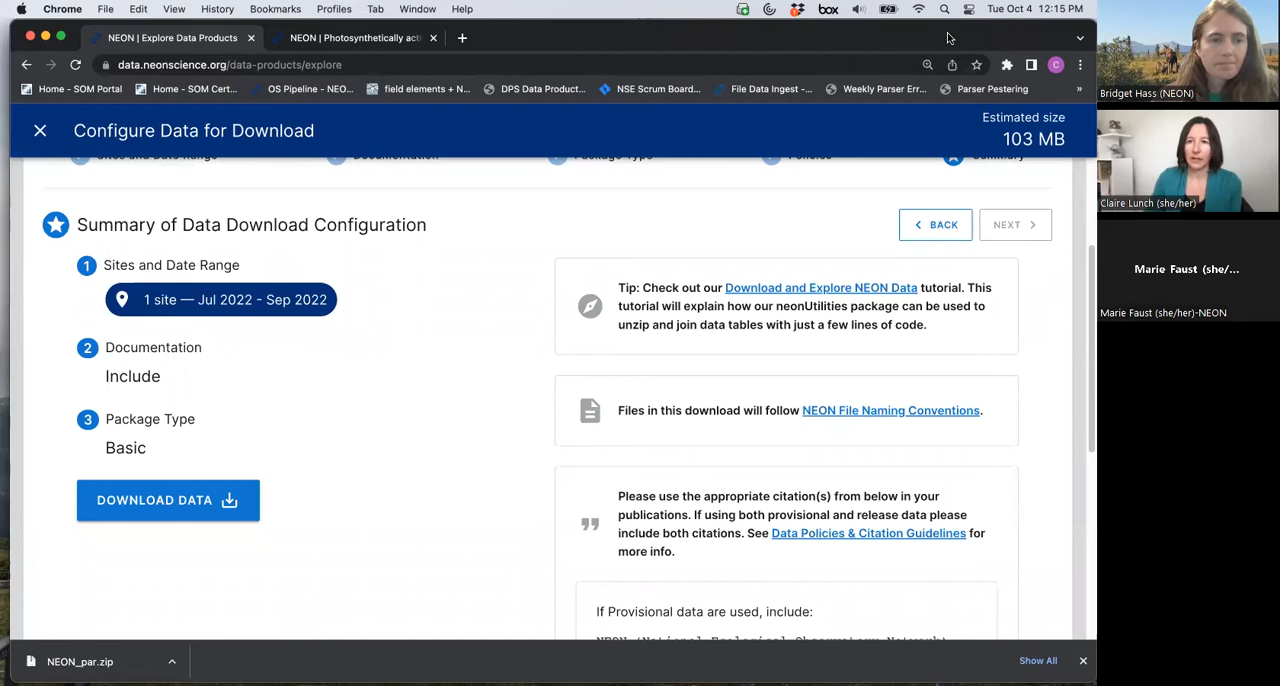 Chrome File Edit View History Bookmarks Profiles Tab Window Help box Tue Oct 4 12:15 PM
NEON | Explore Data Products NEON | Photosynthetically acti
data.neonscience.org/data-products/explore
Home - SOM Portal Home - SOM Cert... OS Pipeline - NEO... field elements + N... DPS Data Product... NSE Scrum Board... File Data Ingest -... Weekly Parser Err... Parser Pestering »
Configure Data for Download
Estimated size
103 MB
Summary of Data Download Configuration
BACK NEXT
1 Sites and Date Range
1 site — Jul 2022 - Sep 2022
2 Documentation
Include
3 Package Type
Basic
DOWNLOAD DATA
Tip: Check out our Download and Explore NEON Data tutorial. This
tutorial will explain how our neonUtilities package can be used to
unzip and join data tables with just a few lines of code.
Files in this download will follow NEON File Naming Conventions.
Please use the appropriate citation(s) from below in your
publications. If using both provisional and release data please
include both citations. See Data Policies & Citation Guidelines for
more info.
If Provisional data are used, include:
NEON_par.zip
Show All
Bridget Hass (NEON)
Claire Lunch (she/her)
Marie Faust (she/...
Marie Faust (she/her)-NEON